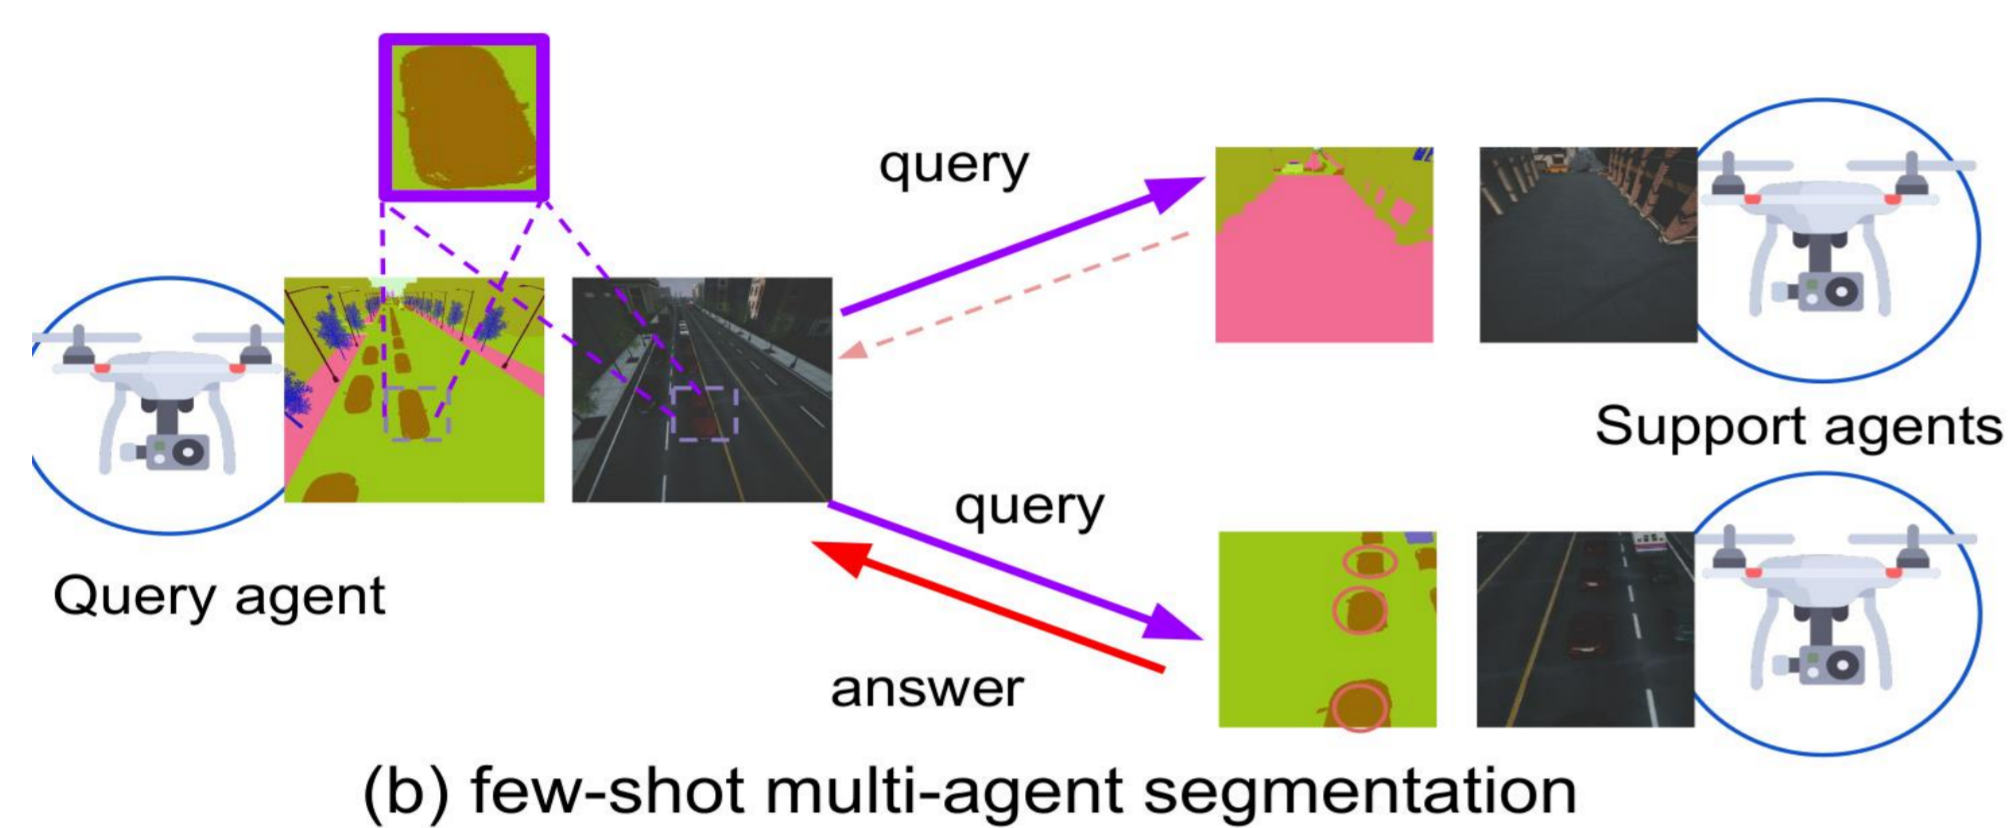 query
Support agents
query
Query agent
answer
(b) few-shot multi-agent segmentation